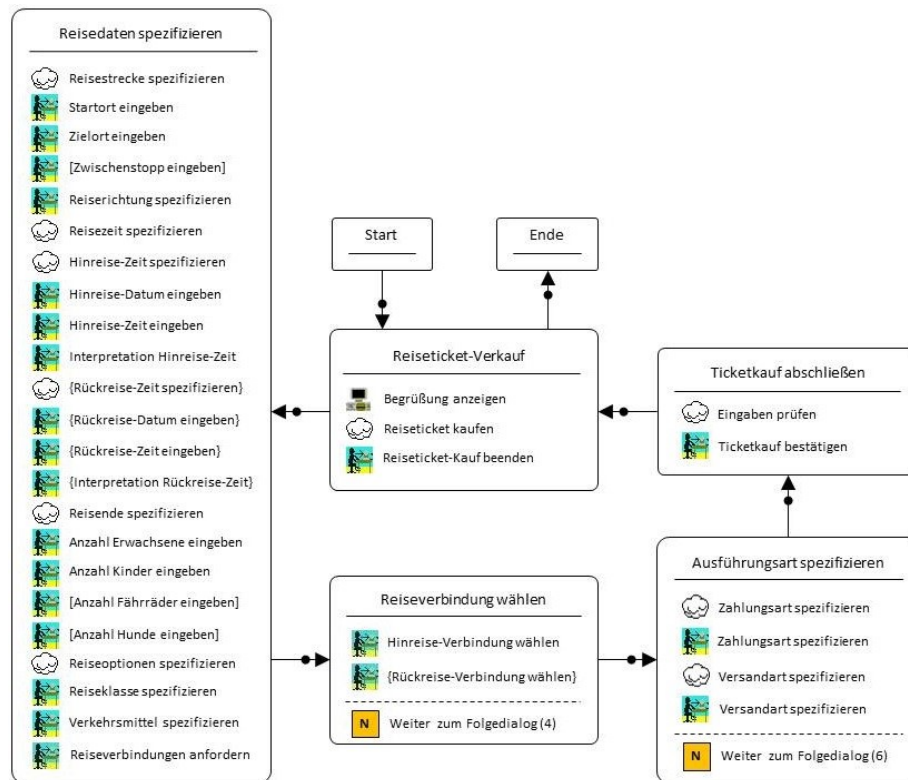 Reisedaten spezifizieren
Reisestrecke spezifizieren
Startort eingeben
Zielort eingeben
[Zwischenstopp eingeben]
Reiserichtung spezifizieren
Reisezeit spezifizieren
Hinreise-Zeit spezifizieren
Hinreise-Datum eingeben
Hinreise-Zeit eingeben
Interpretation Hinreise-Zeit
{Rückreise-Zeit spezifizieren}
{Rückreise-Datum eingeben}
{Rückreise-Zeit eingeben}
{Interpretation Rückreise-Zeit}
Reisende spezifizieren
Anzahl Erwachsene eingeben
Anzahl Kinder eingeben
[Anzahl Fährräder eingeben]
[Anzahl Hunde eingeben]
Reiseoptionen spezifizieren
Reiseklasse spezifizieren
Verkehrsmittel spezifizieren
Reiseverbindungen anfordern
Start
Ende
Reiseticket-Verkauf
Begrüßung anzeigen
Reiseticket kaufen
Reiseticket-Kauf beenden
Ticketkauf abschließen
Eingaben prüfen
Ticketkauf bestätigen
Reiseverbindung wählen
Hinreise-Verbindung wählen
{Rückreise-Verbindung wählen}
N Weiter zum Folgedialog (4)
Ausführungsart spezifizieren
Zahlungsart spezifizieren
Zahlungsart spezifizieren
Versandart spezifizieren
Versandart spezifizieren
N Weiter zum Folgedialog (6)